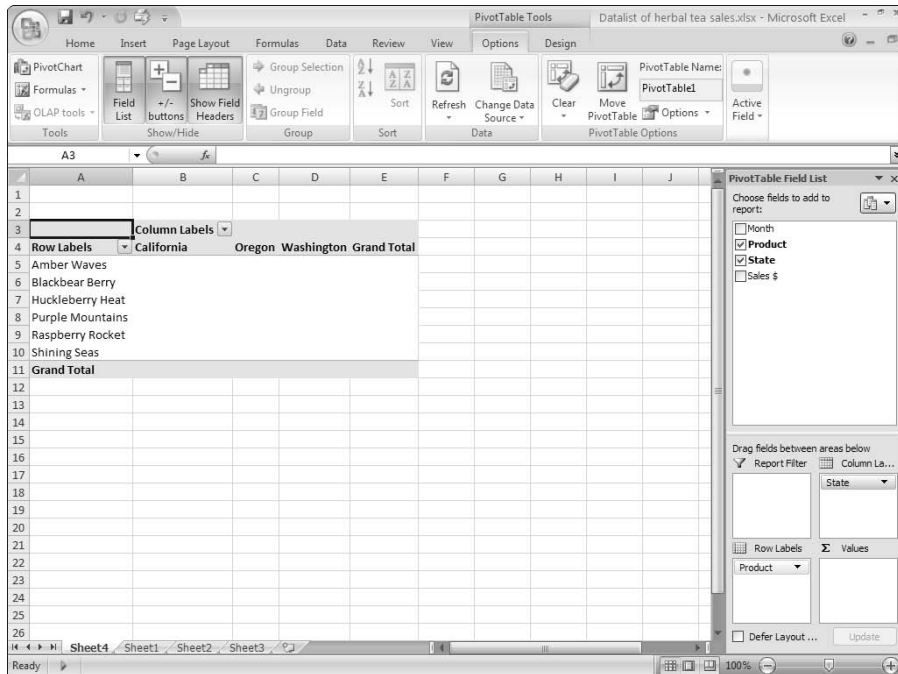 PivotTable Tools
Datalist of herbal tea sales.xlsx - Microsoft Excel
Home Insert Page Layout Formulas Data Review View Options Design
PivotChart
Formulas
OLAP tools
Tools
Field List
+/- buttons
Show Field Headers
Show/Hide
Group Selection
Ungroup
Group Field
Group
Sort
Sort
Refresh
Change Data Source
Data
Clear
Move PivotTable
PivotTable Name:
PivotTable1
Options
PivotTable Options
Active Field
A3
fx
A B C D E F G H I J
1
2
3 Column Labels
4 Row Labels California Oregon Washington Grand Total
5 Amber Waves
6 Blackbear Berry
7 Huckleberry Heat
8 Purple Mountains
9 Raspberry Rocket
10 Shining Seas
11 Grand Total
12
13
14
15
16
17
18
19
20
21
22
23
24
25
26
PivotTable Field List
Choose fields to add to
report:
Month
Product
State
Sales $
Drag fields between areas below
Report Filter Column La...
State
Row Labels Σ Values
Product
Defer Layout ... Update
Sheet4 Sheet1 Sheet2 Sheet3
Ready
100%